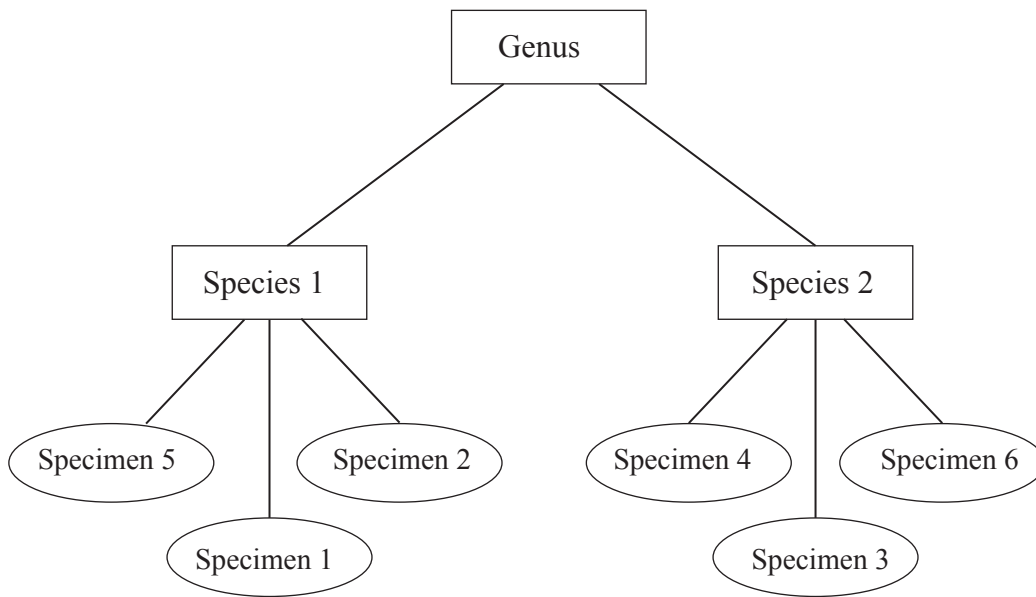 Genus
Species 1
Species 2
Specimen 5
Specimen 2
Specimen 4
Specimen 6
Specimen 1
Specimen 3